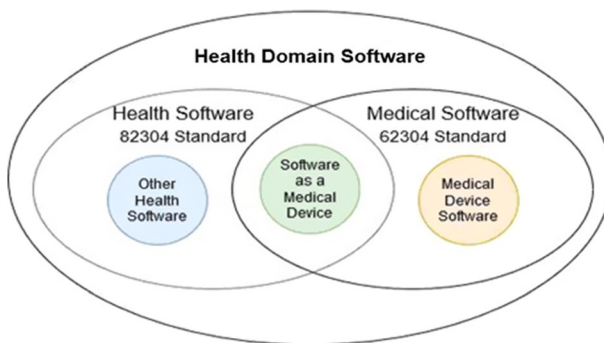 Health Domain Software
Health Software
82304 Standard
Medical Software
62304 Standard
Other
Health
Software
Software
as a
Medical
Device
Medical
Device
Software